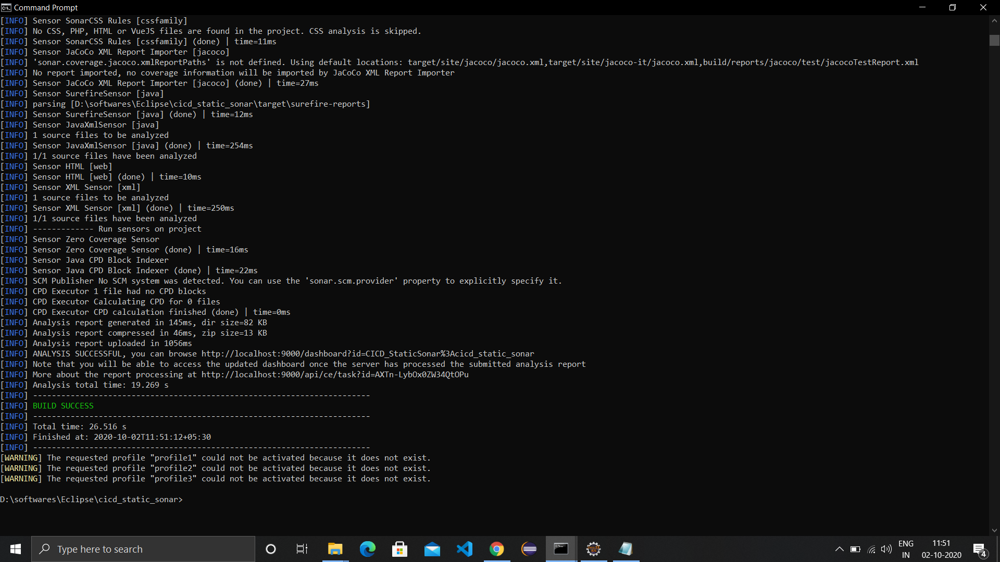 Command Prompt
[INFO] Sensor SonarCSS Rules [cssfamily]
[INFO] No CSS, PHP, HTML or VueJS files are found in the project. CSS analysis is skipped.
[INFO] Sensor SonarCSS Rules [cssfamily] (done) | time=11ms
[INFO] Sensor JaCoCo XML Report Importer [jacoco]
[INFO] 'sonar.coverage.jacoco.xmlReportPaths' is not defined. Using default locations: target/site/jacoco/jacoco.xml,target/site/jacoco-it/jacoco.xml,build/reports/jacoco/test/jacocoTestReport.xml
[INFO] No report imported, no coverage information will be imported by JaCoCo XML Report Importer
[INFO] Sensor JaCoCo XML Report Importer [jacoco] (done) | time=27ms
[INFO] Sensor SurefireSensor [java]
[INFO] parsing [D:\softwares\Eclipse\cicd_static_sonar\target\surefire-reports]
[INFO] Sensor SurefireSensor [java] (done) | time=12ms
[INFO] Sensor JavaXmlSensor [java]
[INFO] 1 source files to be analyzed
[INFO] Sensor JavaXmlSensor [java] (done) | time=254ms
[INFO] 1/1 source files have been analyzed
[INFO] Sensor HTML [web]
[INFO] Sensor HTML [web] (done) | time=10ms
[INFO] Sensor XML Sensor [xml]
[INFO] 1 source files to be analyzed
[INFO] Sensor XML Sensor [xml] (done) | time=250ms
[INFO] 1/1 source files have been analyzed
[INFO] ------------- Run sensors on project
[INFO] Sensor Zero Coverage Sensor
[INFO] Sensor Zero Coverage Sensor (done) | time=16ms
[INFO] Sensor Java CPD Block Indexer
[INFO] Sensor Java CPD Block Indexer (done) | time=22ms
[INFO] SCM Publisher No SCM system was detected. You can use the 'sonar.scm.provider' property to explicitly specify it.
[INFO] CPD Executor 1 file had no CPD blocks
[INFO] CPD Executor Calculating CPD for 0 files
[INFO] CPD Executor CPD calculation finished (done) | time=0ms
[INFO] Analysis report generated in 145ms, dir size=82 KB
[INFO] Analysis report compressed in 46ms, zip size=13 KB
[INFO] Analysis report uploaded in 1056ms
[INFO] ANALYSIS SUCCESSFUL, you can browse http://localhost:9000/dashboard?id=CICD_StaticSonar%3Acicd_static_sonar
[INFO] Note that you will be able to access the updated dashboard once the server has processed the submitted analysis report
[INFO] More about the report processing at http://localhost:9000/api/ce/task?id=AXTn-LybOx0ZW34QtOPu
[INFO] Analysis total time: 19.269 s
[INFO] ------------------------------------------------------------------------
[INFO] BUILD SUCCESS
[INFO] ------------------------------------------------------------------------
[INFO] Total time: 26.516 s
[INFO] Finished at: 2020-10-02T11:51:12+05:30
[INFO] ------------------------------------------------------------------------
[WARNING] The requested profile "profile1" could not be activated because it does not exist.
[WARNING] The requested profile "profile2" could not be activated because it does not exist.
[WARNING] The requested profile "profile3" could not be activated because it does not exist.
D:\softwares\Eclipse\cicd_static_sonar>
Type here to search
ENG
IN
11:51
02-10-2020
4